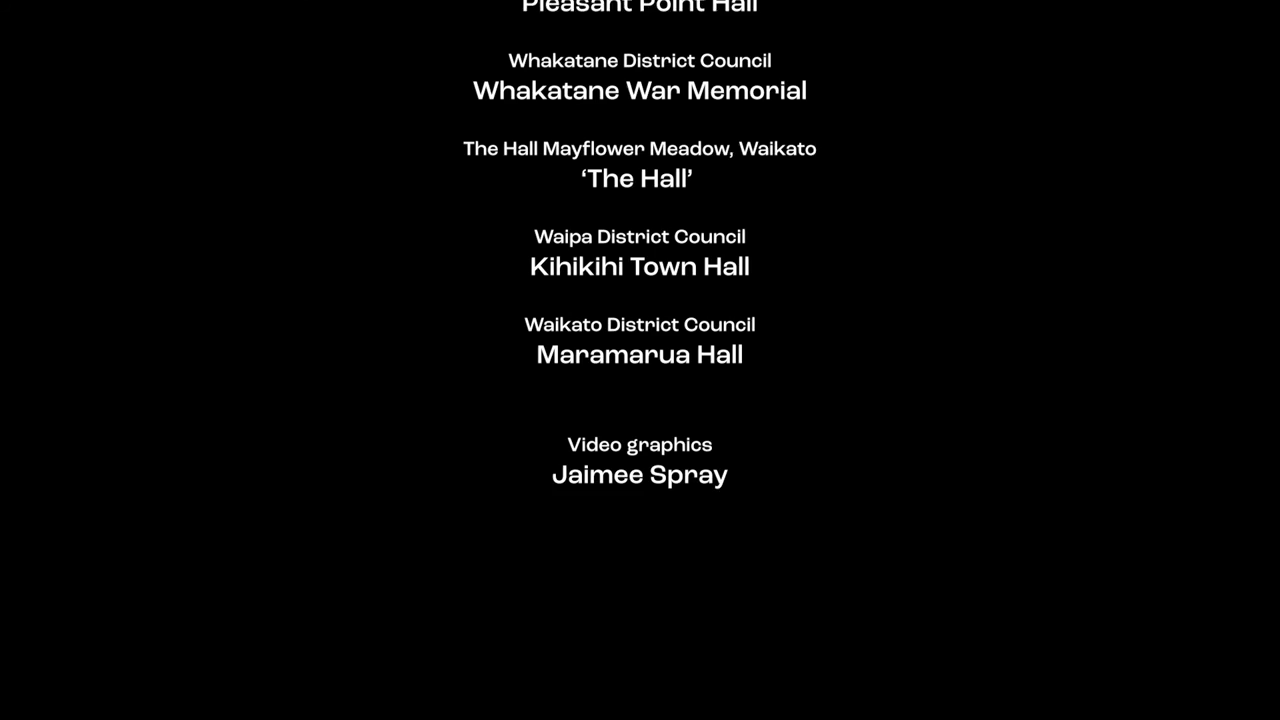 Pleasant Point Hall
Whakatane District Council
Whakatane War Memorial
The Hall Mayflower Meadow, Waikato
‘The Hall’
Waipa District Council
Kihikihi Town Hall
Waikato District Council
Maramarua Hall
Video graphics
Jaimee Spray